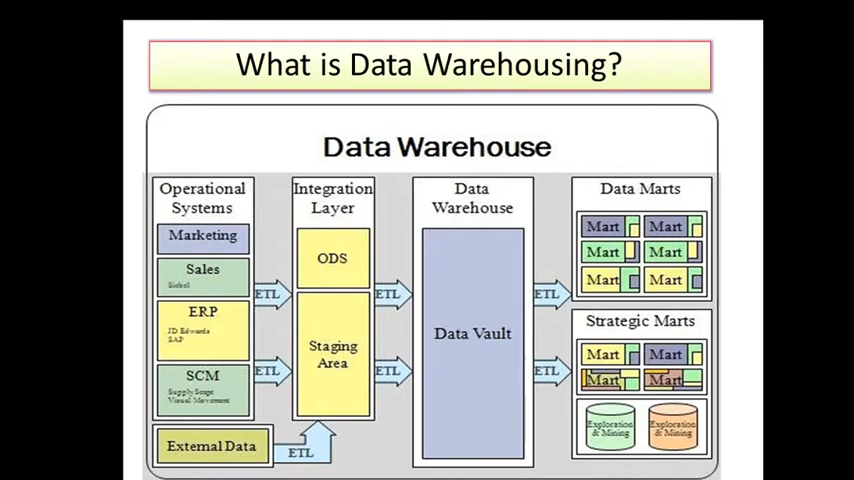 What is Data Warehousing?
Data Warehouse
Operational
Systems
Marketing
Sales
Siebel
ERP
JD Edwards
SAP
SCM
Visual Movement
External Data
ETL
ETL
ETL
Integration
Layer
ODS
Staging
Area
ETL
ETL
Data
Warehouse
Data Vault
ETL
ETL
Data Marts
Mart
Mart
Mart
Mart
Mart
Mart
Strategic Marts
Mart
Mart
Mart
Mart
Exploration
& Mining
Exploration
& Mining